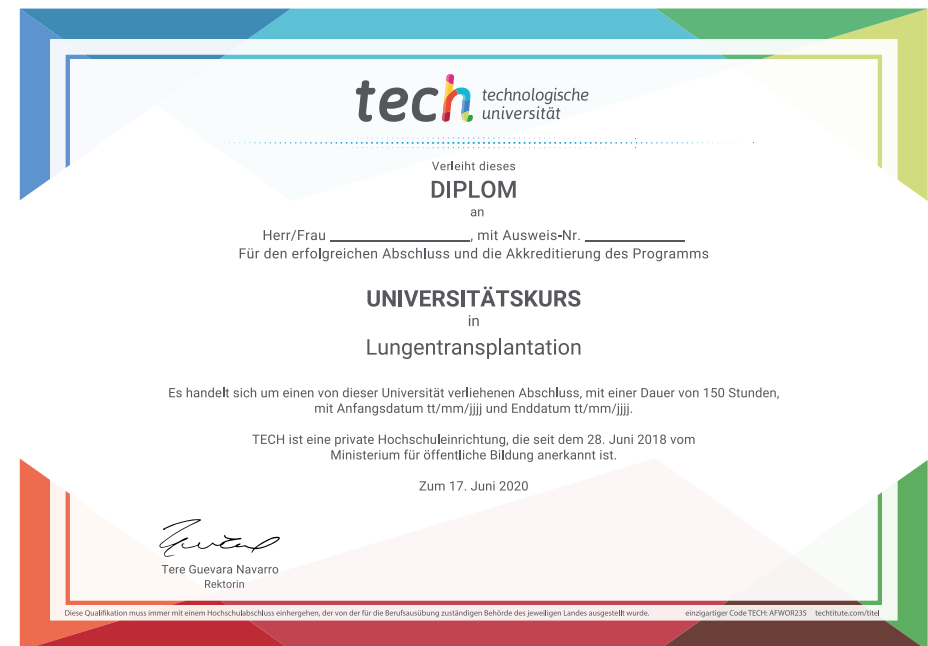 tech technologische
universität
Verleiht dieses
DIPLOM
an
Herr/Frau ____________________, mit Ausweis-Nr. ______________
Für den erfolgreichen Abschluss und die Akkreditierung des Programms
UNIVERSITÄTSKURS
in
Lungentransplantation
Es handelt sich um einen von dieser Universität verliehenen Abschluss, mit einer Dauer von 150 Stunden,
mit Anfangsdatum tt/mm/jjjj und Enddatum tt/mm/jjjj.
TECH ist eine private Hochschuleinrichtung, die seit dem 28. Juni 2018 vom
Ministerium für öffentliche Bildung anerkannt ist.
Zum 17. Juni 2020
Tere Guevara Navarro
Rektorin
Diese Qualifikation muss immer mit einem Hochschulabschluss einhergehen, der von der für die Berufsausübung zuständigen Behörde des jeweiligen Landes ausgestellt wurde. einzigartiger Code TECH: AFWOR23S techtitute.com/titel